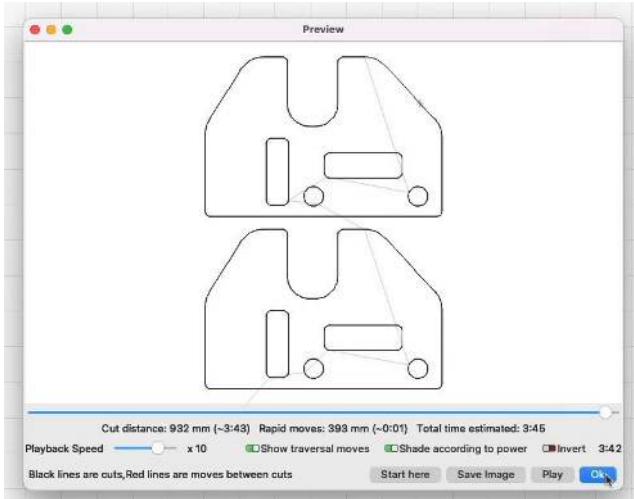 Preview
Cut distance: 932 mm (~3:43) Rapid moves: 393 mm (~0:01) Total time estimated: 3:45
Playback Speed x 10 Show traversal moves Shade according to power Invert 3:42
Black lines are cuts,Red lines are moves between cuts Start here Save Image Play Ok